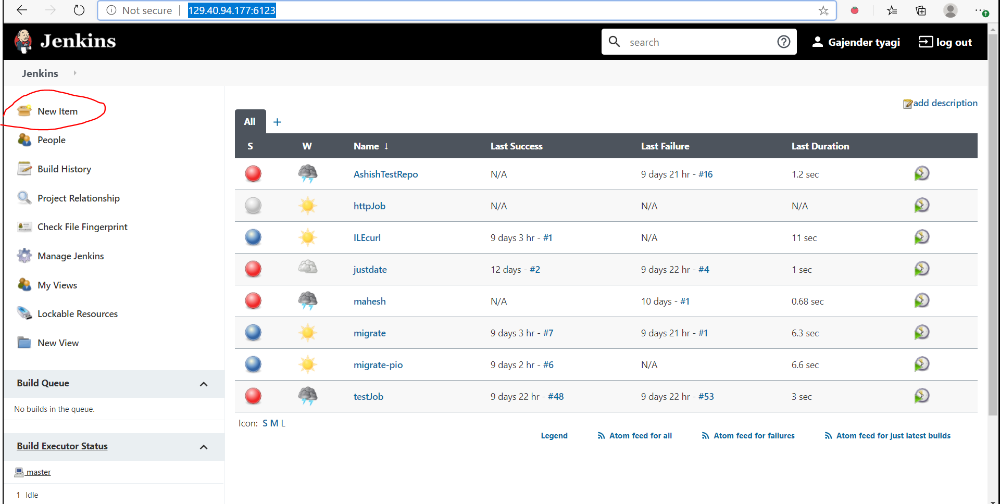 Not secure | 129.40.94.177:6123
Jenkins
search
Gajender tyagi
log out
Jenkins
New Item
People
Build History
Project Relationship
Check File Fingerprint
Manage Jenkins
My Views
Lockable Resources
New View
Build Queue
No builds in the queue.
Build Executor Status
master
1 Idle
add description
All +
S W Name ↓ Last Success Last Failure Last Duration
AshishTestRepo N/A 9 days 21 hr - #16 1.2 sec
httpJob N/A N/A N/A
ILEcurl 9 days 3 hr - #1 N/A 11 sec
justdate 12 days - #2 9 days 22 hr - #4 1 sec
mahesh N/A 10 days - #1 0.68 sec
migrate 9 days 3 hr - #7 9 days 21 hr - #1 6.3 sec
migrate-pio 9 days 2 hr - #6 N/A 6.6 sec
testJob 9 days 22 hr - #48 9 days 22 hr - #53 3 sec
Icon: S M L
Legend Atom feed for all Atom feed for failures Atom feed for just latest builds